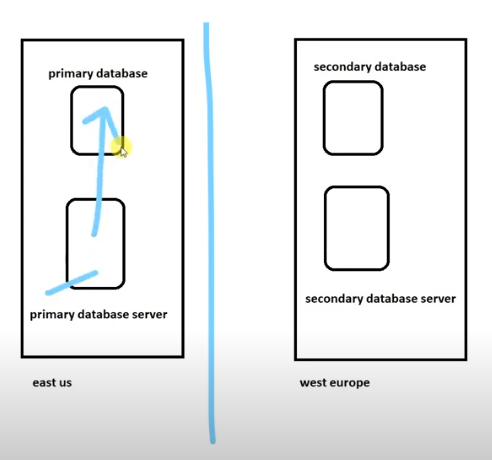 primary database
primary database server
east us
secondary database
secondary database server
west europe